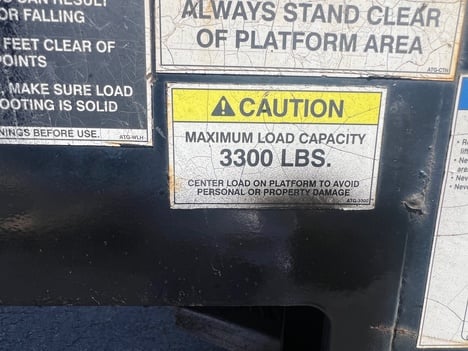 CAN RESULT
OR FALLING
FEET CLEAR OF
POINTS
. MAKE SURE LOAD
OOTING IS SOLID
NINGS BEFORE USE.
ATG-WLH
ALWAYS STAND CLEAR
OF PLATFORM AREA
ATG-CTN
CAUTION
MAXIMUM LOAD CAPACITY
3300 LBS.
CENTER LOAD ON PLATFORM TO AVOID
PERSONAL OR PROPERTY DAMAGE
ATG-3300